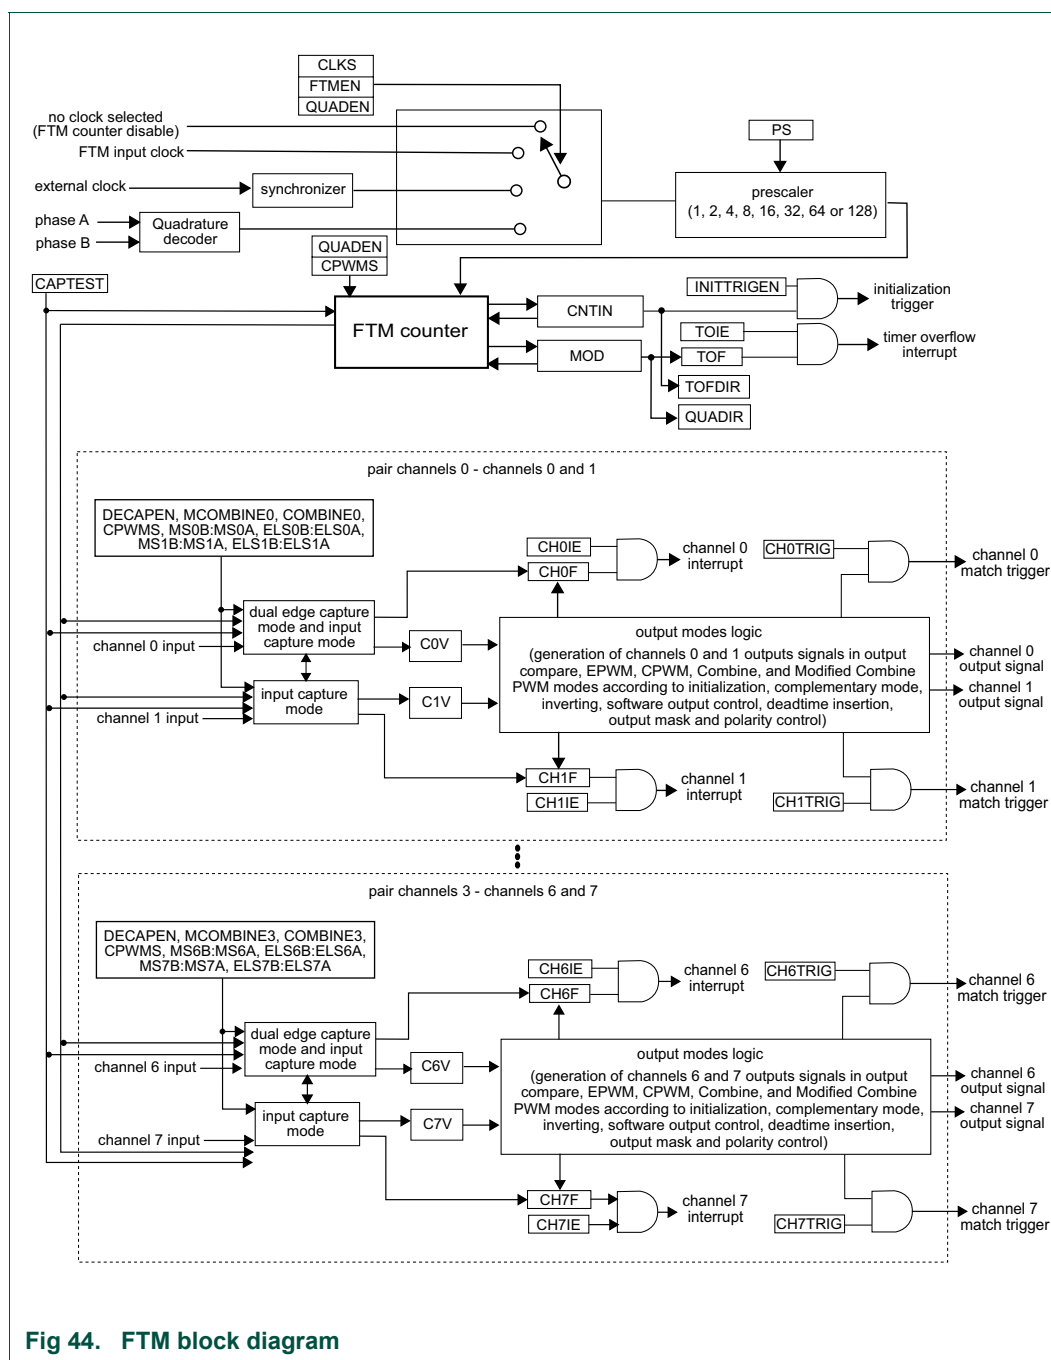 CLKS
FTMEN
QUADEN
no clock selected
(FTM counter disable)
FTM input clock
external clock
synchronizer
phase A
phase B
Quadrature
decoder
PS
prescaler
(1, 2, 4, 8, 16, 32, 64 or 128)
QUADEN
CPWMS
CAPTEST
FTM counter
CNTIN
MOD
INITTRIGEN
initialization
trigger
TOIE
TOF
timer overflow
interrupt
TOFDIR
QUADIR
pair channels 0 - channels 0 and 1
DECAPEN, MCOMBINE0, COMBINE0,
CPWMS, MS0B:MS0A, ELS0B:ELS0A,
MS1B:MS1A, ELS1B:ELS1A
CH0IE
CH0F
channel 0
interrupt
CH0TRIG
channel 0
match trigger
dual edge capture
mode and input
capture mode
channel 0 input
C0V
input capture
mode
channel 1 input
C1V
output modes logic
(generation of channels 0 and 1 outputs signals in output
compare, EPWM, CPWM, Combine, and Modified Combine
PWM modes according to initialization, complementary mode,
inverting, software output control, deadtime insertion,
output mask and polarity control)
channel 0
output signal
channel 1
output signal
CH1F
CH1IE
channel 1
interrupt
CH1TRIG
channel 1
match trigger
pair channels 3 - channels 6 and 7
DECAPEN, MCOMBINE3, COMBINE3,
CPWMS, MS6B:MS6A, ELS6B:ELS6A,
MS7B:MS7A, ELS7B:ELS7A
CH6IE
CH6F
channel 6
interrupt
CH6TRIG
channel 6
match trigger
dual edge capture
mode and input
capture mode
channel 6 input
C6V
input capture
mode
channel 7 input
C7V
output modes logic
(generation of channels 6 and 7 outputs signals in output
compare, EPWM, CPWM, Combine, and Modified Combine
PWM modes according to initialization, complementary mode,
inverting, software output control, deadtime insertion,
output mask and polarity control)
channel 6
output signal
channel 7
output signal
CH7F
CH7IE
channel 7
interrupt
CH7TRIG
channel 7
match trigger
Fig 44. FTM block diagram